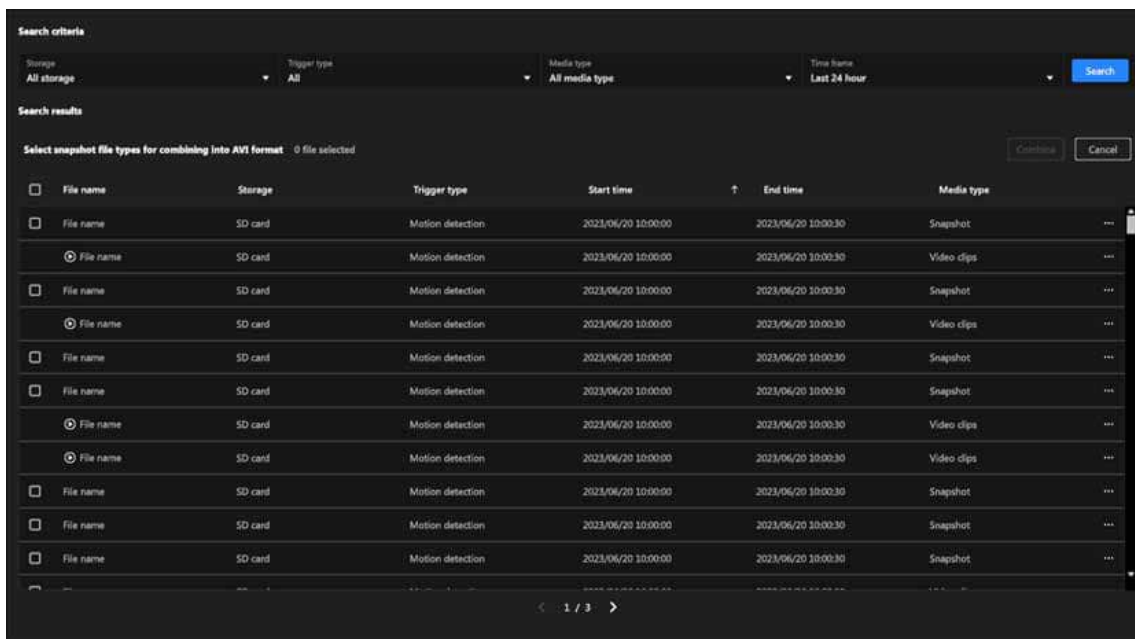 Search criteria
Storage Trigger type Media type Time frame
All storage All All media type Last 24 hour Search
Search results
Select snapshot file types for combining into AVI format 0 file selected Combine Cancel
File name Storage Trigger type Start time ↑ End time Media type
File name SD card Motion detection 2023/06/20 10:00:00 2023/06/20 10:00:30 Snapshot ...
File name SD card Motion detection 2023/06/20 10:00:00 2023/06/20 10:00:30 Video clips ...
File name SD card Motion detection 2023/06/20 10:00:00 2023/06/20 10:00:30 Snapshot ...
File name SD card Motion detection 2023/06/20 10:00:00 2023/06/20 10:00:30 Video clips ...
File name SD card Motion detection 2023/06/20 10:00:00 2023/06/20 10:00:30 Snapshot ...
File name SD card Motion detection 2023/06/20 10:00:00 2023/06/20 10:00:30 Snapshot ...
File name SD card Motion detection 2023/06/20 10:00:00 2023/06/20 10:00:30 Video clips ...
File name SD card Motion detection 2023/06/20 10:00:00 2023/06/20 10:00:30 Video clips ...
File name SD card Motion detection 2023/06/20 10:00:00 2023/06/20 10:00:30 Snapshot ...
File name SD card Motion detection 2023/06/20 10:00:00 2023/06/20 10:00:30 Snapshot ...
File name SD card Motion detection 2023/06/20 10:00:00 2023/06/20 10:00:30 Snapshot ...
< 1 / 3 >